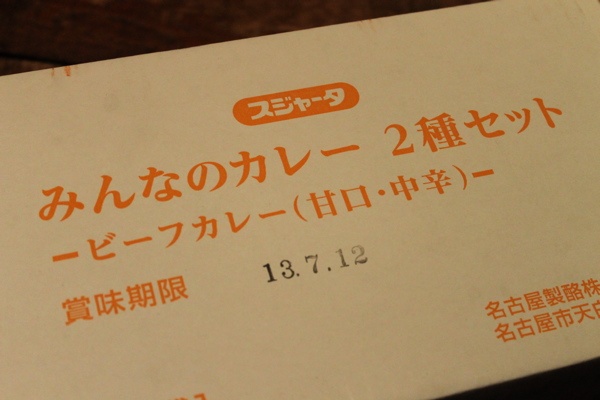 スジャータ
みんなのカレー 2種セット
ービーフカレー(甘口・中辛)ー
賞味期限 13.7.12
名古屋製酪株
名古屋市天白